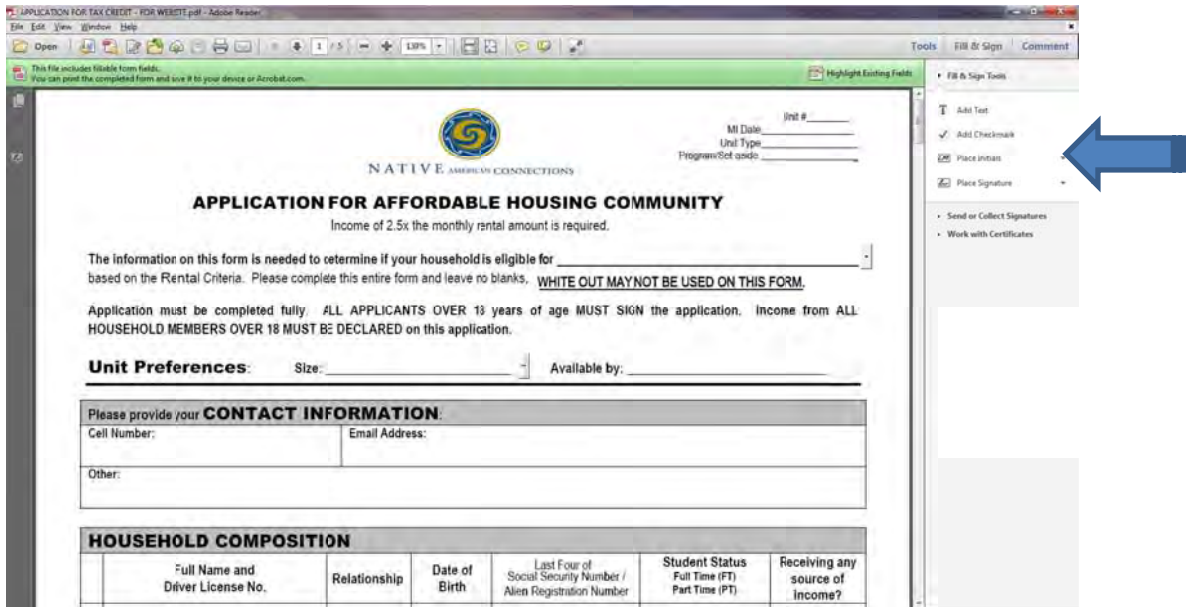 APPLICATION FOR TAX CREDIT - FOR WEBSITE.pdf - Adobe Reader
File Edit View Window Help
Open 1 / 5 130% Tools Fill & Sign Comment
This file includes fillable form fields.
You can print the completed form and save it to your device or Acrobat.com.
Highlight Existing Fields
Fill & Sign Tools
T Add Text
Add Checkmark
Place Initials
Place Signature
Send or Collect Signatures
Work with Certificates
Unit #
MI Date
Unit Type
Program/Set aside
NATIVE AMERICAN CONNECTIONS
APPLICATION FOR AFFORDABLE HOUSING COMMUNITY
Income of 2.5x the monthly rental amount is required.
The information on this form is needed to determine if your household is eligible for
based on the Rental Criteria. Please complete this entire form and leave no blanks. WHITE OUT MAY NOT BE USED ON THIS FORM.
Application must be completed fully. ALL APPLICANTS OVER 18 years of age MUST SIGN the application. Income from ALL
HOUSEHOLD MEMBERS OVER 18 MUST BE DECLARED on this application.
Unit Preferences: Size: Available by:
Please provide your CONTACT INFORMATION:
Cell Number: Email Address:
Other:
HOUSEHOLD COMPOSITION
Full Name and
Driver License No.
Relationship
Date of
Birth
Last Four of
Social Security Number /
Alien Registration Number
Student Status
Full Time (FT)
Part Time (PT)
Receiving any
source of
income?